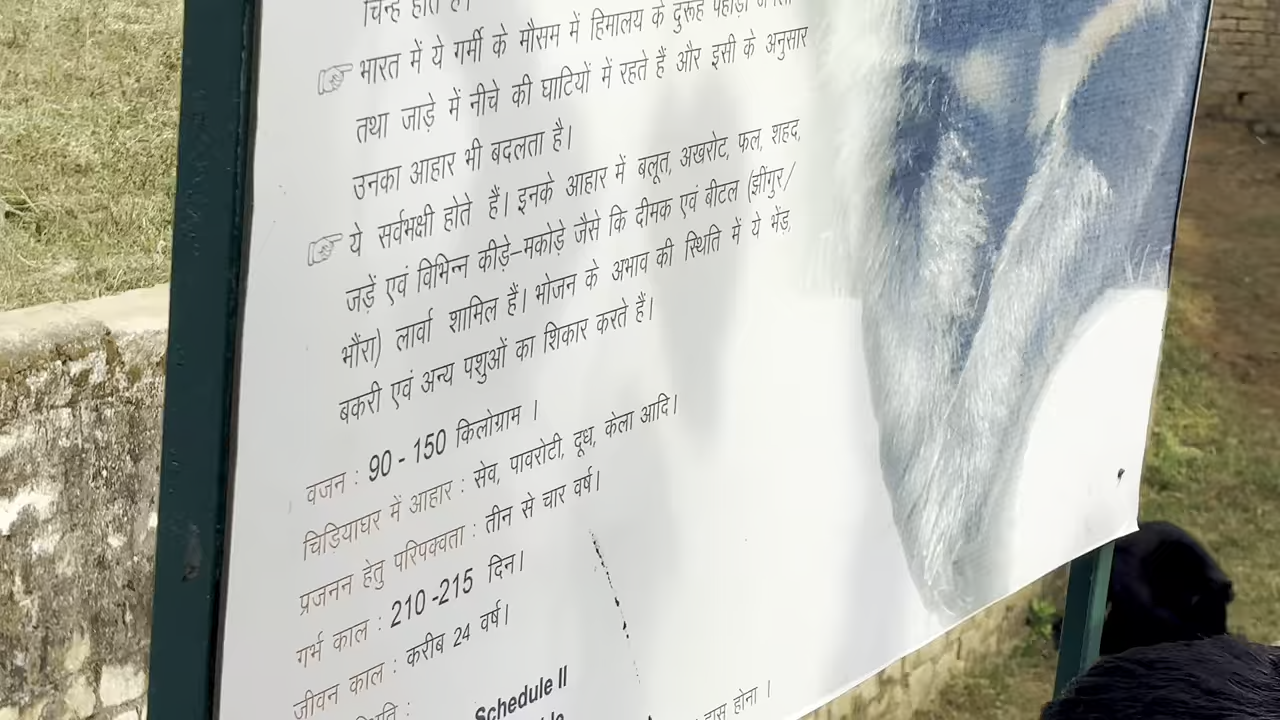 चिन्ह होते हैं।
भारत में ये गर्मी के मौसम में हिमालय के दुरूह पहाड़ी
तथा जाड़े में नीचे की घाटियों में रहते हैं और इसी के अनुसार
उनका आहार भी बदलता है।
ये सर्वभक्षी होते हैं। इनके आहार में बलूत, अखरोट, फल, शहद,
जड़ें एवं विभिन्न कीड़े–मकोड़े जैसे कि दीमक एवं बीटल (झींगुर/
भौंरा) लार्वा शामिल हैं। भोजन के अभाव की स्थिति में ये भेंड़,
बकरी एवं अन्य पशुओं का शिकार करते हैं।
वजन : 90 - 150 किलोग्राम ।
चिडियाघर में आहार : सेव, पावरोटी, दूध, केला आदि।
प्रजनन हेतु परिपक्वता : तीन से चार वर्ष।
गर्भ काल : 210 -215 दिन।
जीवन काल : करीब 24 वर्ष।
Schedule II
होना ।